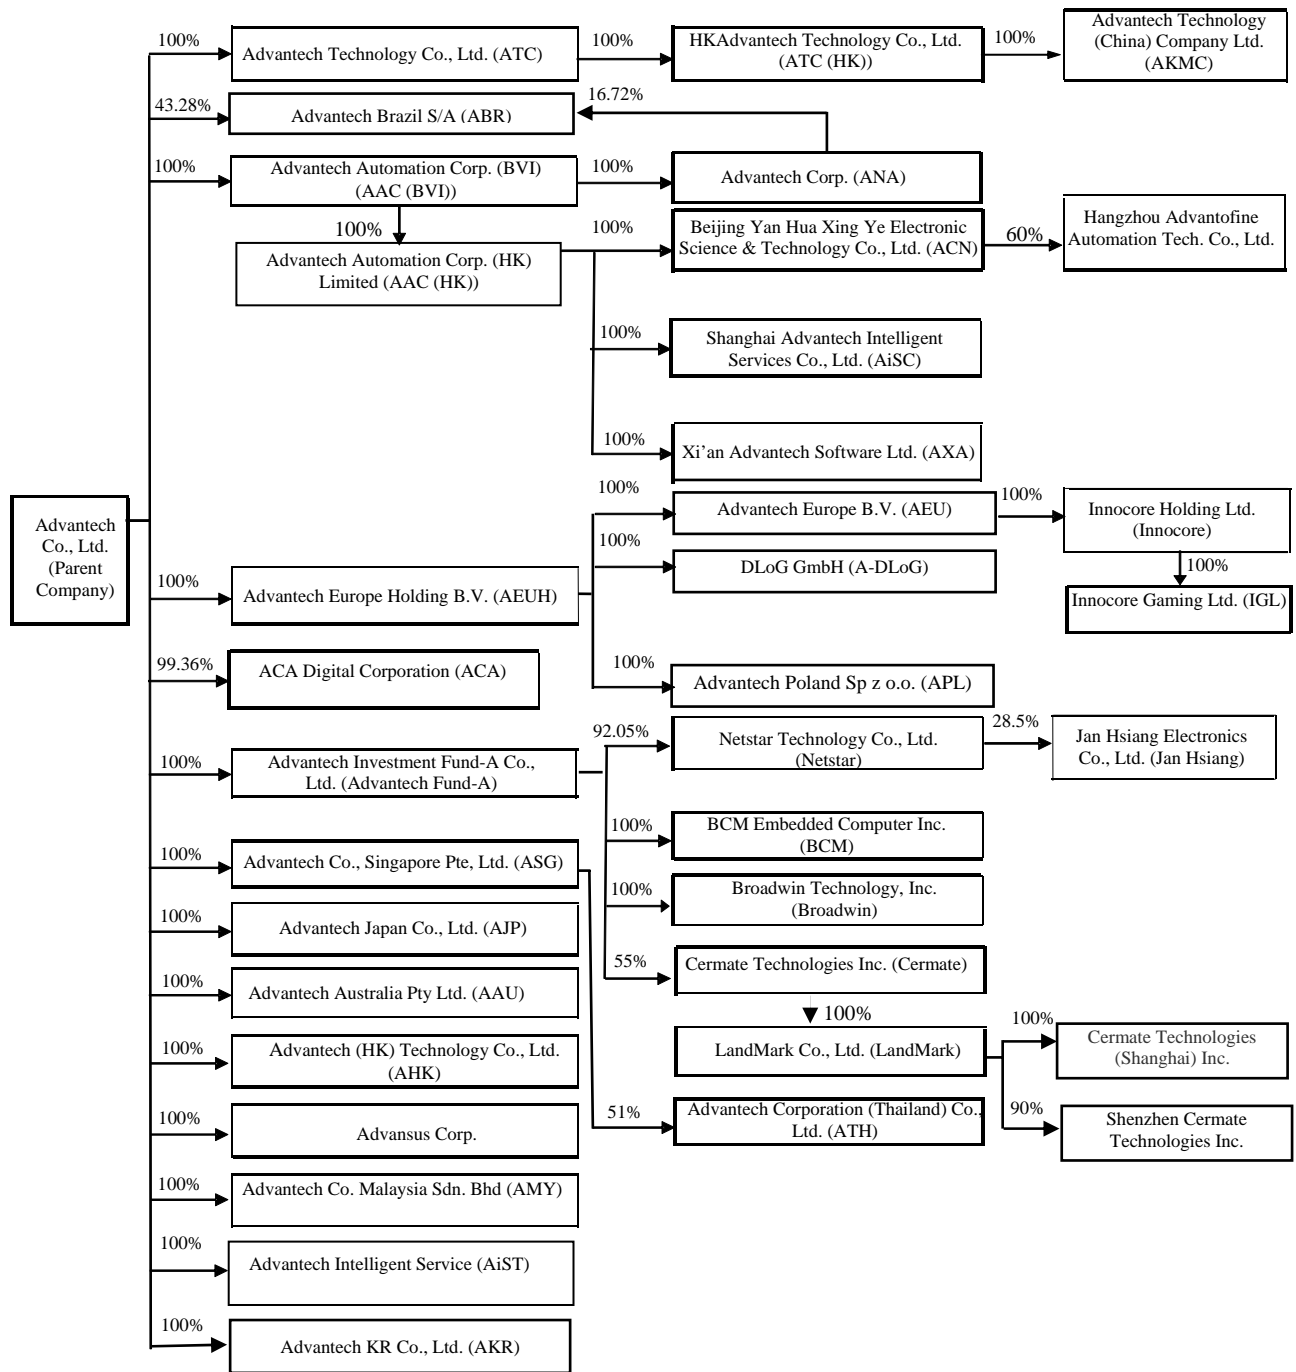 100%
Advantech Technology Co., Ltd. (ATC)
100%
HKAdvantech Technology Co., Ltd.
(ATC (HK))
100%
Advantech Technology
(China) Company Ltd.
(AKMC)
43.28%
Advantech Brazil S/A (ABR)
16.72%
100%
Advantech Automation Corp. (BVI)
(AAC (BVI))
100%
Advantech Corp. (ANA)
100%
Advantech Automation Corp. (HK)
Limited (AAC (HK))
100%
Beijing Yan Hua Xing Ye Electronic
Science & Technology Co., Ltd. (ACN)
60%
Hangzhou Advantofine
Automation Tech. Co., Ltd.
100%
Shanghai Advantech Intelligent
Services Co., Ltd. (AiSC)
100%
Xi’an Advantech Software Ltd. (AXA)
Advantech
Co., Ltd.
(Parent
Company)
100%
Advantech Europe Holding B.V. (AEUH)
100%
Advantech Europe B.V. (AEU)
100%
Innocore Holding Ltd.
(Innocore)
100%
DLoG GmbH (A-DLoG)
100%
Innocore Gaming Ltd. (IGL)
100%
Advantech Poland Sp z o.o. (APL)
99.36%
ACA Digital Corporation (ACA)
100%
Advantech Investment Fund-A Co.,
Ltd. (Advantech Fund-A)
92.05%
Netstar Technology Co., Ltd.
(Netstar)
28.5%
Jan Hsiang Electronics
Co., Ltd. (Jan Hsiang)
100%
BCM Embedded Computer Inc.
(BCM)
100%
Broadwin Technology, Inc.
(Broadwin)
55%
Cermate Technologies Inc. (Cermate)
100%
LandMark Co., Ltd. (LandMark)
100%
Cermate Technologies
(Shanghai) Inc.
90%
Shenzhen Cermate
Technologies Inc.
100%
Advantech Co., Singapore Pte, Ltd. (ASG)
51%
Advantech Corporation (Thailand) Co.,
Ltd. (ATH)
100%
Advantech Japan Co., Ltd. (AJP)
100%
Advantech Australia Pty Ltd. (AAU)
100%
Advantech (HK) Technology Co., Ltd.
(AHK)
100%
Advansus Corp.
100%
Advantech Co. Malaysia Sdn. Bhd (AMY)
100%
Advantech Intelligent Service (AiST)
100%
Advantech KR Co., Ltd. (AKR)